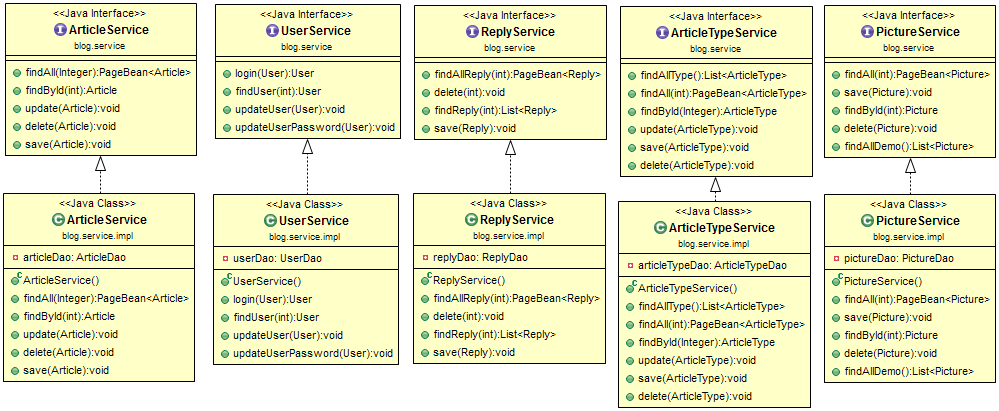 <<Java Interface>>
ArticleService
blog.service
findAll(Integer):PageBean<Article>
findById(int):Article
update(Article):void
delete(Article):void
save(Article):void
<<Java Interface>>
UserService
blog.service
login(User):User
findUser(int):User
updateUser(User):void
updateUserPassword(User):void
<<Java Interface>>
ReplyService
blog.service
findAllReply(int):PageBean<Reply>
delete(int):void
findReply(int):List<Reply>
save(Reply):void
<<Java Interface>>
ArticleTypeService
blog.service
findAllType():List<ArticleType>
findAll(int):PageBean<ArticleType>
findById(Integer):ArticleType
update(ArticleType):void
save(ArticleType):void
delete(ArticleType):void
<<Java Interface>>
PictureService
blog.service
findAll(int):PageBean<Picture>
save(Picture):void
findById(int):Picture
delete(Picture):void
findAllDemo():List<Picture>
<<Java Class>>
ArticleService
blog.service.impl
articleDao: ArticleDao
ArticleService()
findAll(Integer):PageBean<Article>
findById(int):Article
update(Article):void
delete(Article):void
save(Article):void
<<Java Class>>
UserService
blog.service.impl
userDao: UserDao
UserService()
login(User):User
findUser(int):User
updateUser(User):void
updateUserPassword(User):void
<<Java Class>>
ReplyService
blog.service.impl
replyDao: ReplyDao
ReplyService()
findAllReply(int):PageBean<Reply>
delete(int):void
findReply(int):List<Reply>
save(Reply):void
<<Java Class>>
ArticleTypeService
blog.service.impl
articleTypeDao: ArticleTypeDao
ArticleTypeService()
findAllType():List<ArticleType>
findAll(int):PageBean<ArticleType>
findById(Integer):ArticleType
update(ArticleType):void
save(ArticleType):void
delete(ArticleType):void
<<Java Class>>
PictureService
blog.service.impl
pictureDao: PictureDao
PictureService()
findAll(int):PageBean<Picture>
save(Picture):void
findById(int):Picture
delete(Picture):void
findAllDemo():List<Picture>